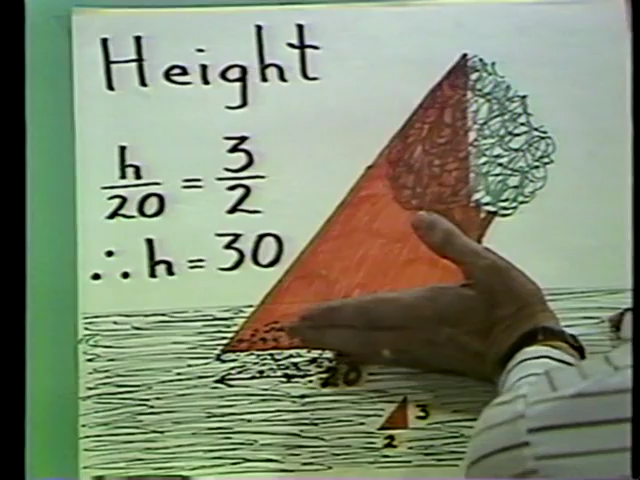 Height
h/20 = 3/2
∴ h = 30
20
3
2